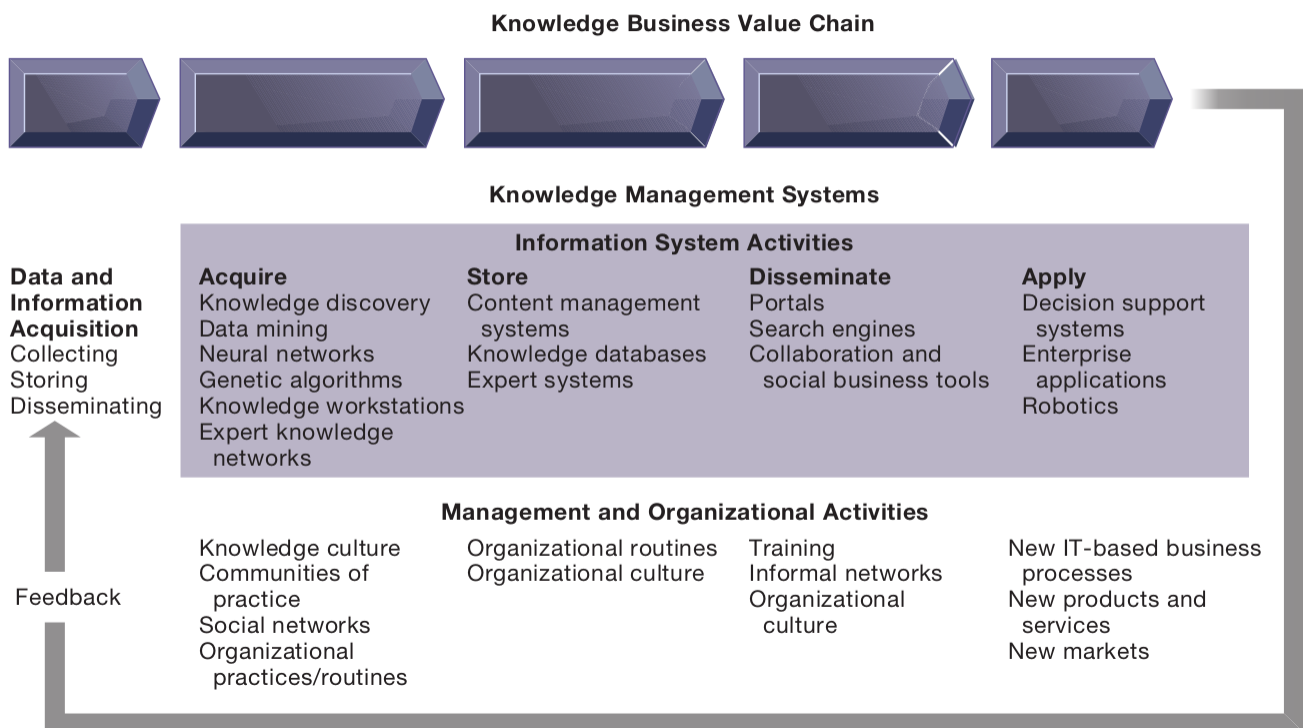 Knowledge Business Value Chain
Knowledge Management Systems
Information System Activities
Data and
Information
Acquisition
Collecting
Storing
Disseminating
Acquire
Knowledge discovery
Data mining
Neural networks
Genetic algorithms
Knowledge workstations
Expert knowledge
networks
Store
Content management
systems
Knowledge databases
Expert systems
Disseminate
Portals
Search engines
Collaboration and
social business tools
Apply
Decision support
systems
Enterprise
applications
Robotics
Management and Organizational Activities
Knowledge culture
Communities of
practice
Social networks
Organizational
practices/routines
Organizational routines
Organizational culture
Training
Informal networks
Organizational
culture
New IT-based business
processes
New products and
services
New markets
Feedback